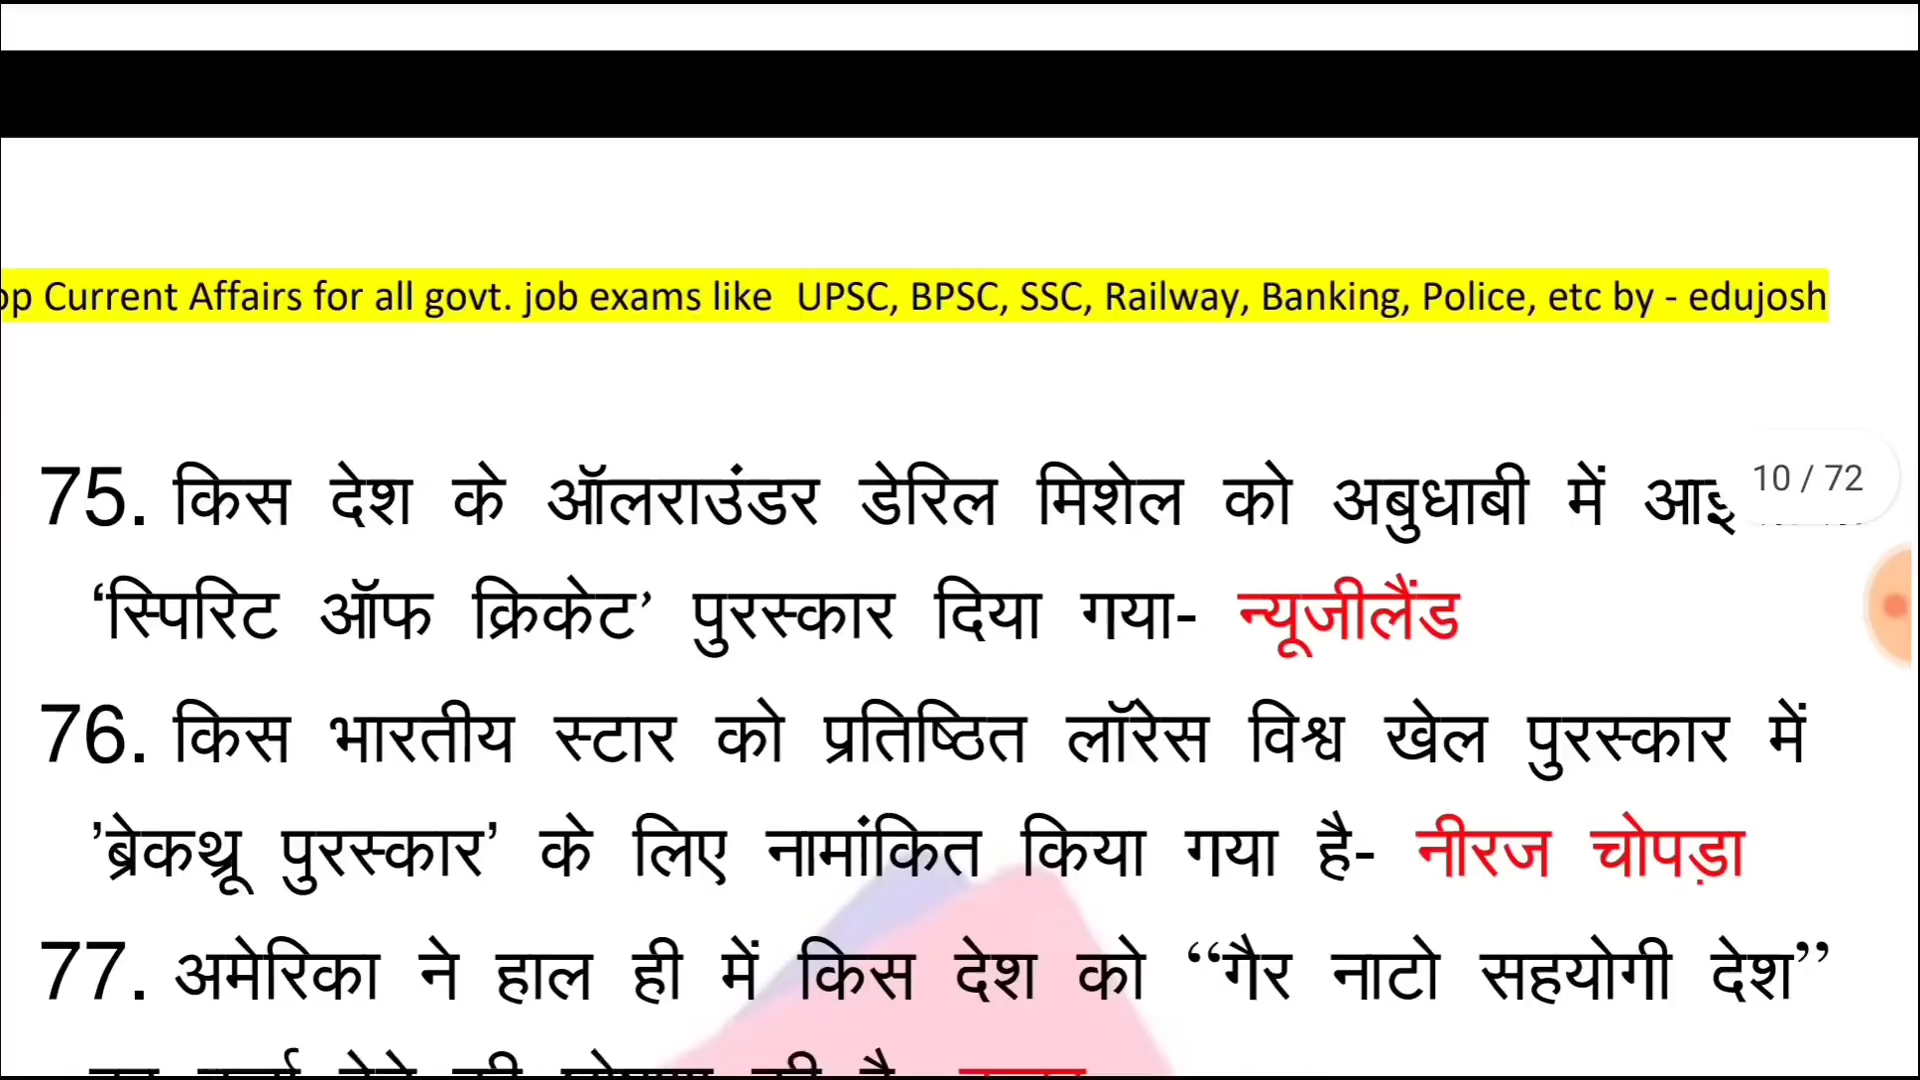 Current Affairs for all govt. job exams like UPSC, BPSC, SSC, Railway, Banking, Police, etc by - edujosh
75. किस देश के ऑलराउंडर डेरिल मिशेल को अबुधाबी में
10 / 72
‘स्पिरिट ऑफ क्रिकेट’ पुरस्कार दिया गया- न्यूजीलैंड
76. किस भारतीय स्टार को प्रतिष्ठित लॉरेस विश्व खेल पुरस्कार में
’ब्रेकथ्रू पुरस्कार’ के लिए नामांकित किया गया है- नीरज चोपड़ा
77. अमेरिका ने हाल ही में किस देश को “गैर नाटो सहयोगी देश”